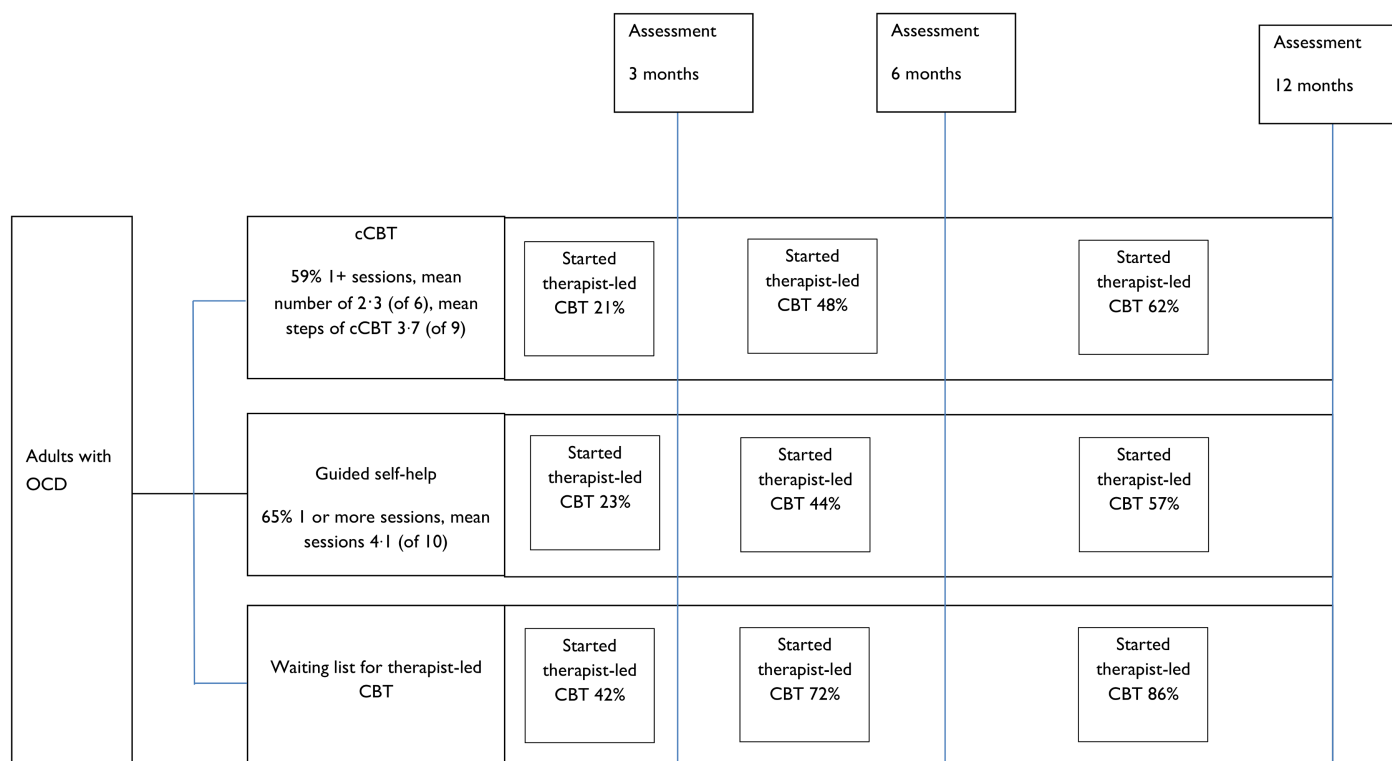 Assessment
3 months
Assessment
6 months
Assessment
12 months
Adults with
OCD
cCBT
59% 1+ sessions, mean
number of 2·3 (of 6), mean
steps of cCBT 3·7 (of 9)
Started
therapist-led
CBT 21%
Started
therapist-led
CBT 48%
Started
therapist-led
CBT 62%
Guided self-help
65% 1 or more sessions, mean
sessions 4·1 (of 10)
Started
therapist-led
CBT 23%
Started
therapist-led
CBT 44%
Started
therapist-led
CBT 57%
Waiting list for therapist-led
CBT
Started
therapist-led
CBT 42%
Started
therapist-led
CBT 72%
Started
therapist-led
CBT 86%